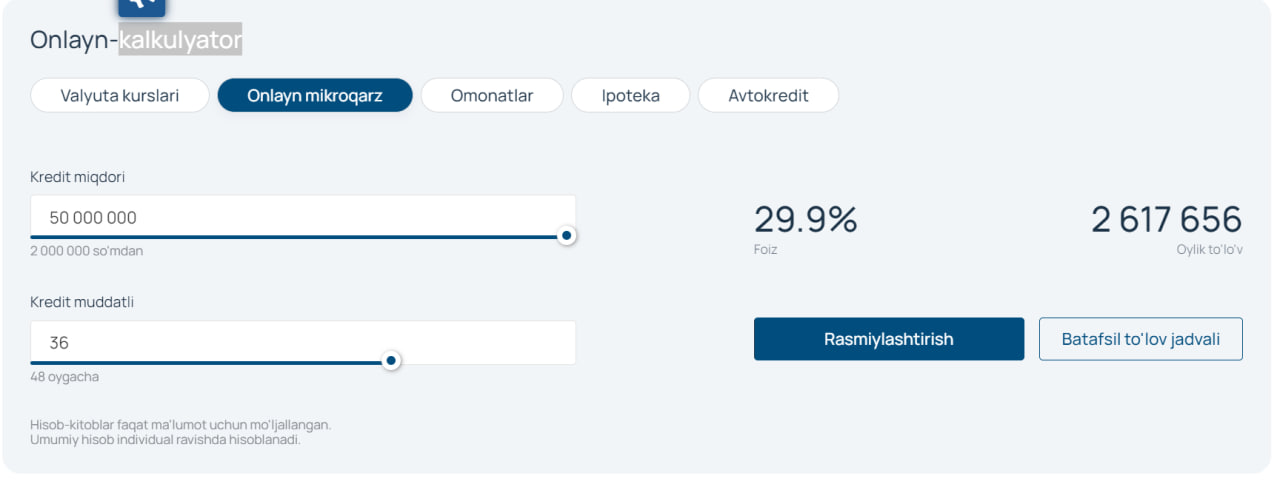 Onlayn-kalkulyator
Valyuta kurslari
Onlayn mikroqarz
Omonatlar
Ipoteka
Avtokredit
Kredit miqdori
50 000 000
2 000 000 so'mdan
29.9%
Foiz
2 617 656
Oylik to'lo'v
Kredit muddatli
36
48 oygacha
Rasmiylashtirish
Batafsil to'lov jadvali
Hisob-kitoblar faqat ma'lumot uchun mo'ljallangan.
Umumiy hisob individual ravishda hisoblanadi.